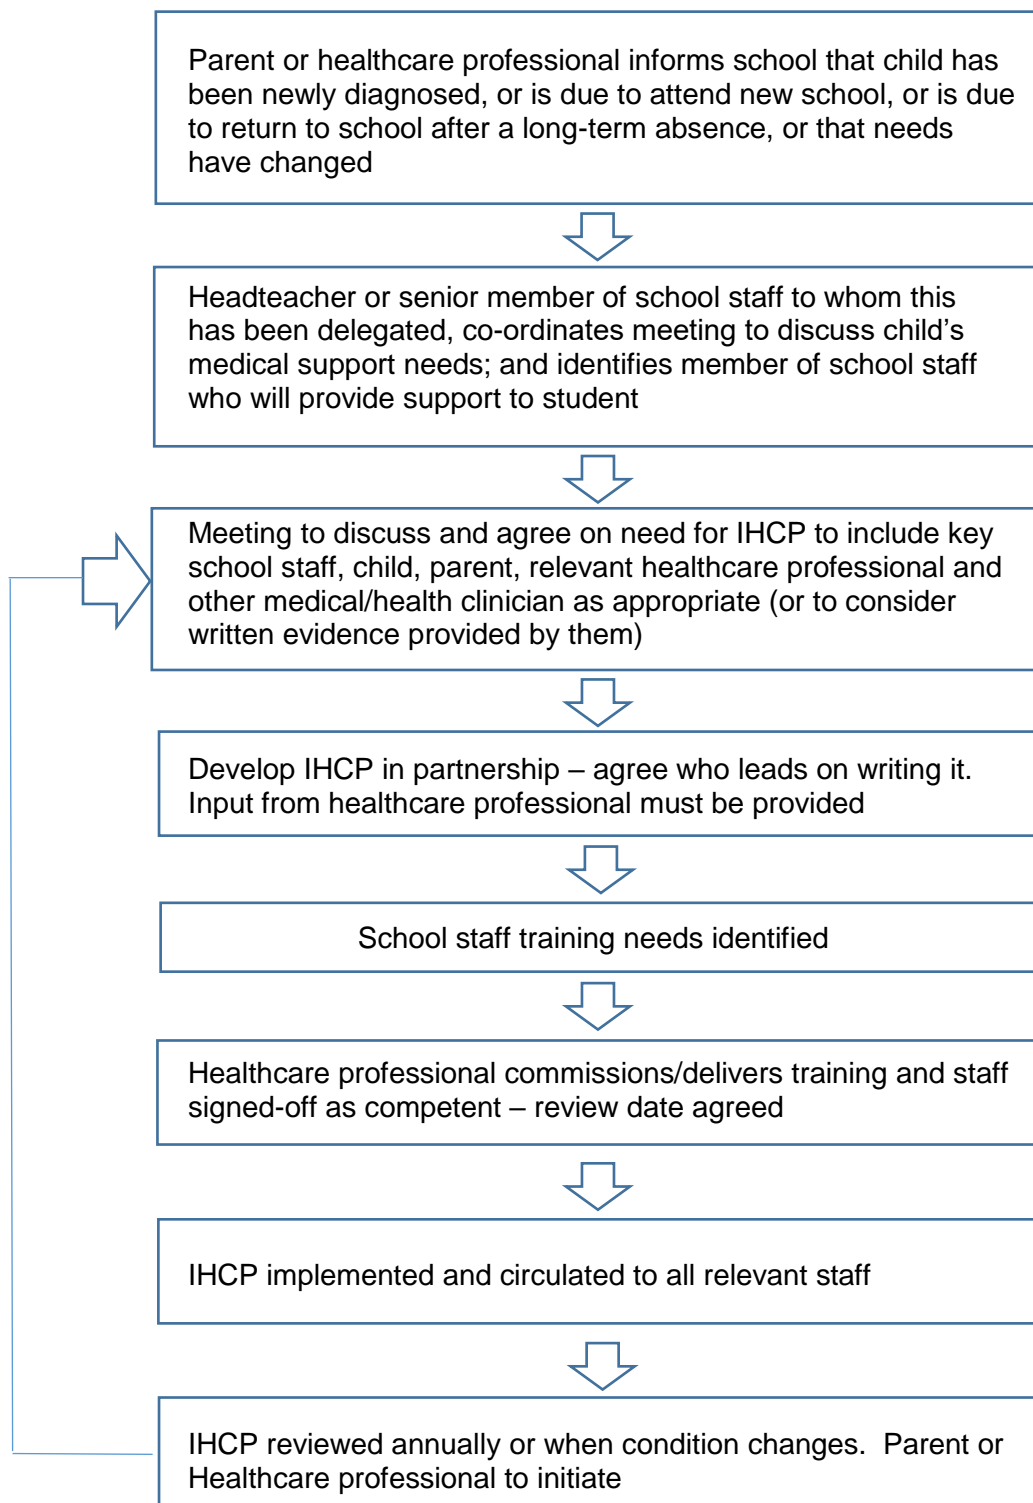 Parent or healthcare professional informs school that child has
been newly diagnosed, or is due to attend new school, or is due
to return to school after a long-term absence, or that needs
have changed
Headteacher or senior member of school staff to whom this
has been delegated, co-ordinates meeting to discuss child’s
medical support needs; and identifies member of school staff
who will provide support to student
Meeting to discuss and agree on need for IHCP to include key
school staff, child, parent, relevant healthcare professional and
other medical/health clinician as appropriate (or to consider
written evidence provided by them)
Develop IHCP in partnership – agree who leads on writing it.
Input from healthcare professional must be provided
School staff training needs identified
Healthcare professional commissions/delivers training and staff
signed-off as competent – review date agreed
IHCP implemented and circulated to all relevant staff
IHCP reviewed annually or when condition changes.  Parent or
Healthcare professional to initiate